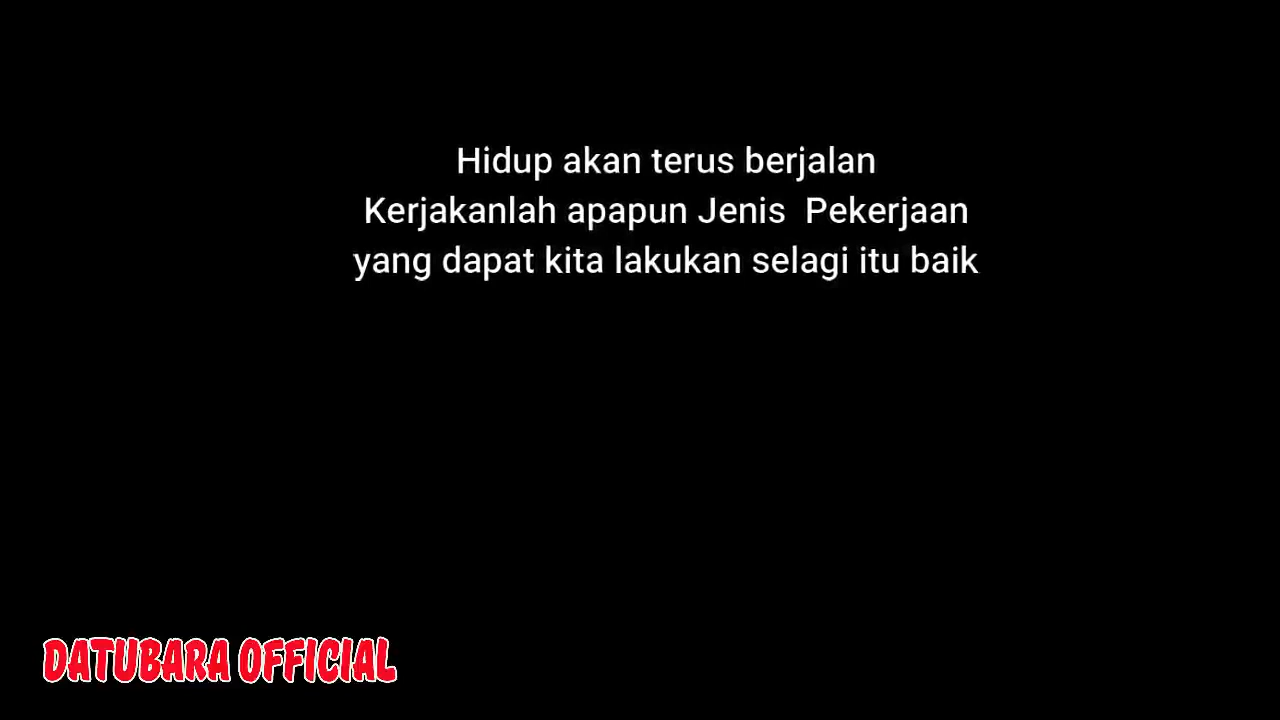 Hidup akan terus berjalan
Kerjakanlah apapun Jenis  Pekerjaan
yang dapat kita lakukan selagi itu baik
DATUBARA OFFICIAL